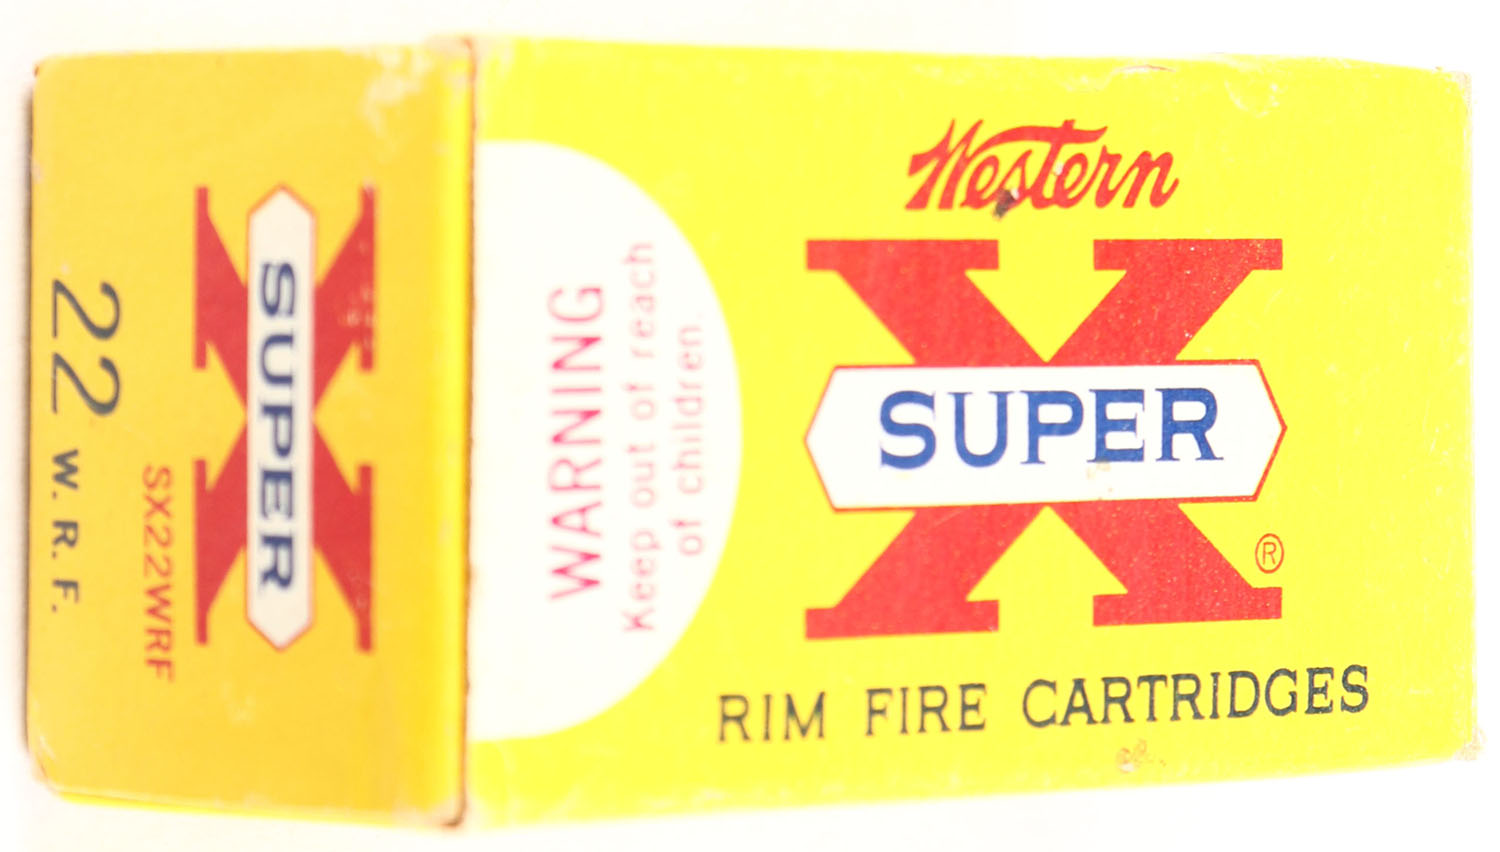 Western
X
SUPER
®
RIM FIRE CARTRIDGES
WARNING
Keep out of reach
of children.
X
SUPER
SX22WRF
22 W. R. F.